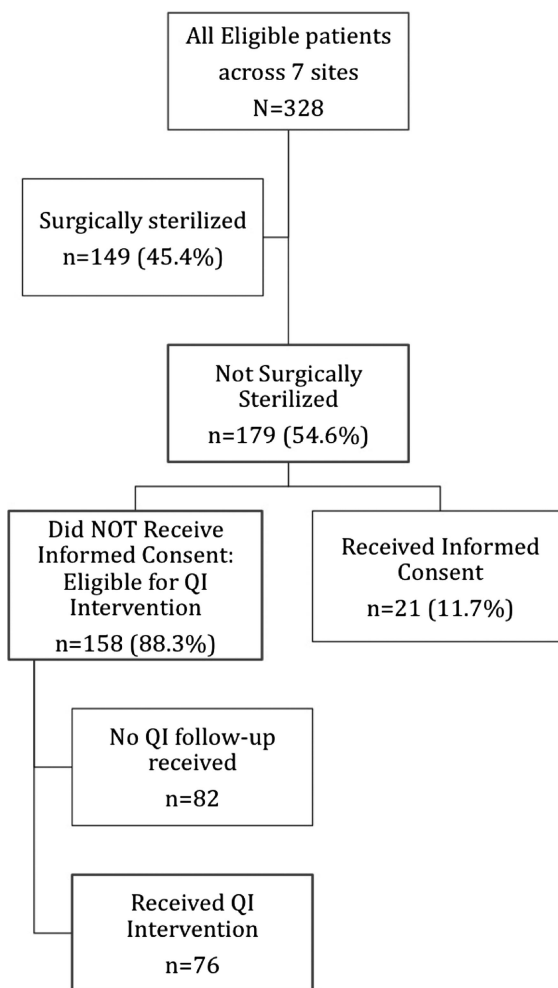 All Eligible patients
across 7 sites
N=328
Surgically sterilized
n=149 (45.4%)
Not Surgically
Sterilized
n=179 (54.6%)
Did NOT Receive
Informed Consent:
Eligible for QI
Intervention
n=158 (88.3%)
Received Informed
Consent
n=21 (11.7%)
No QI follow-up
received
n=82
Received QI
Intervention
n=76